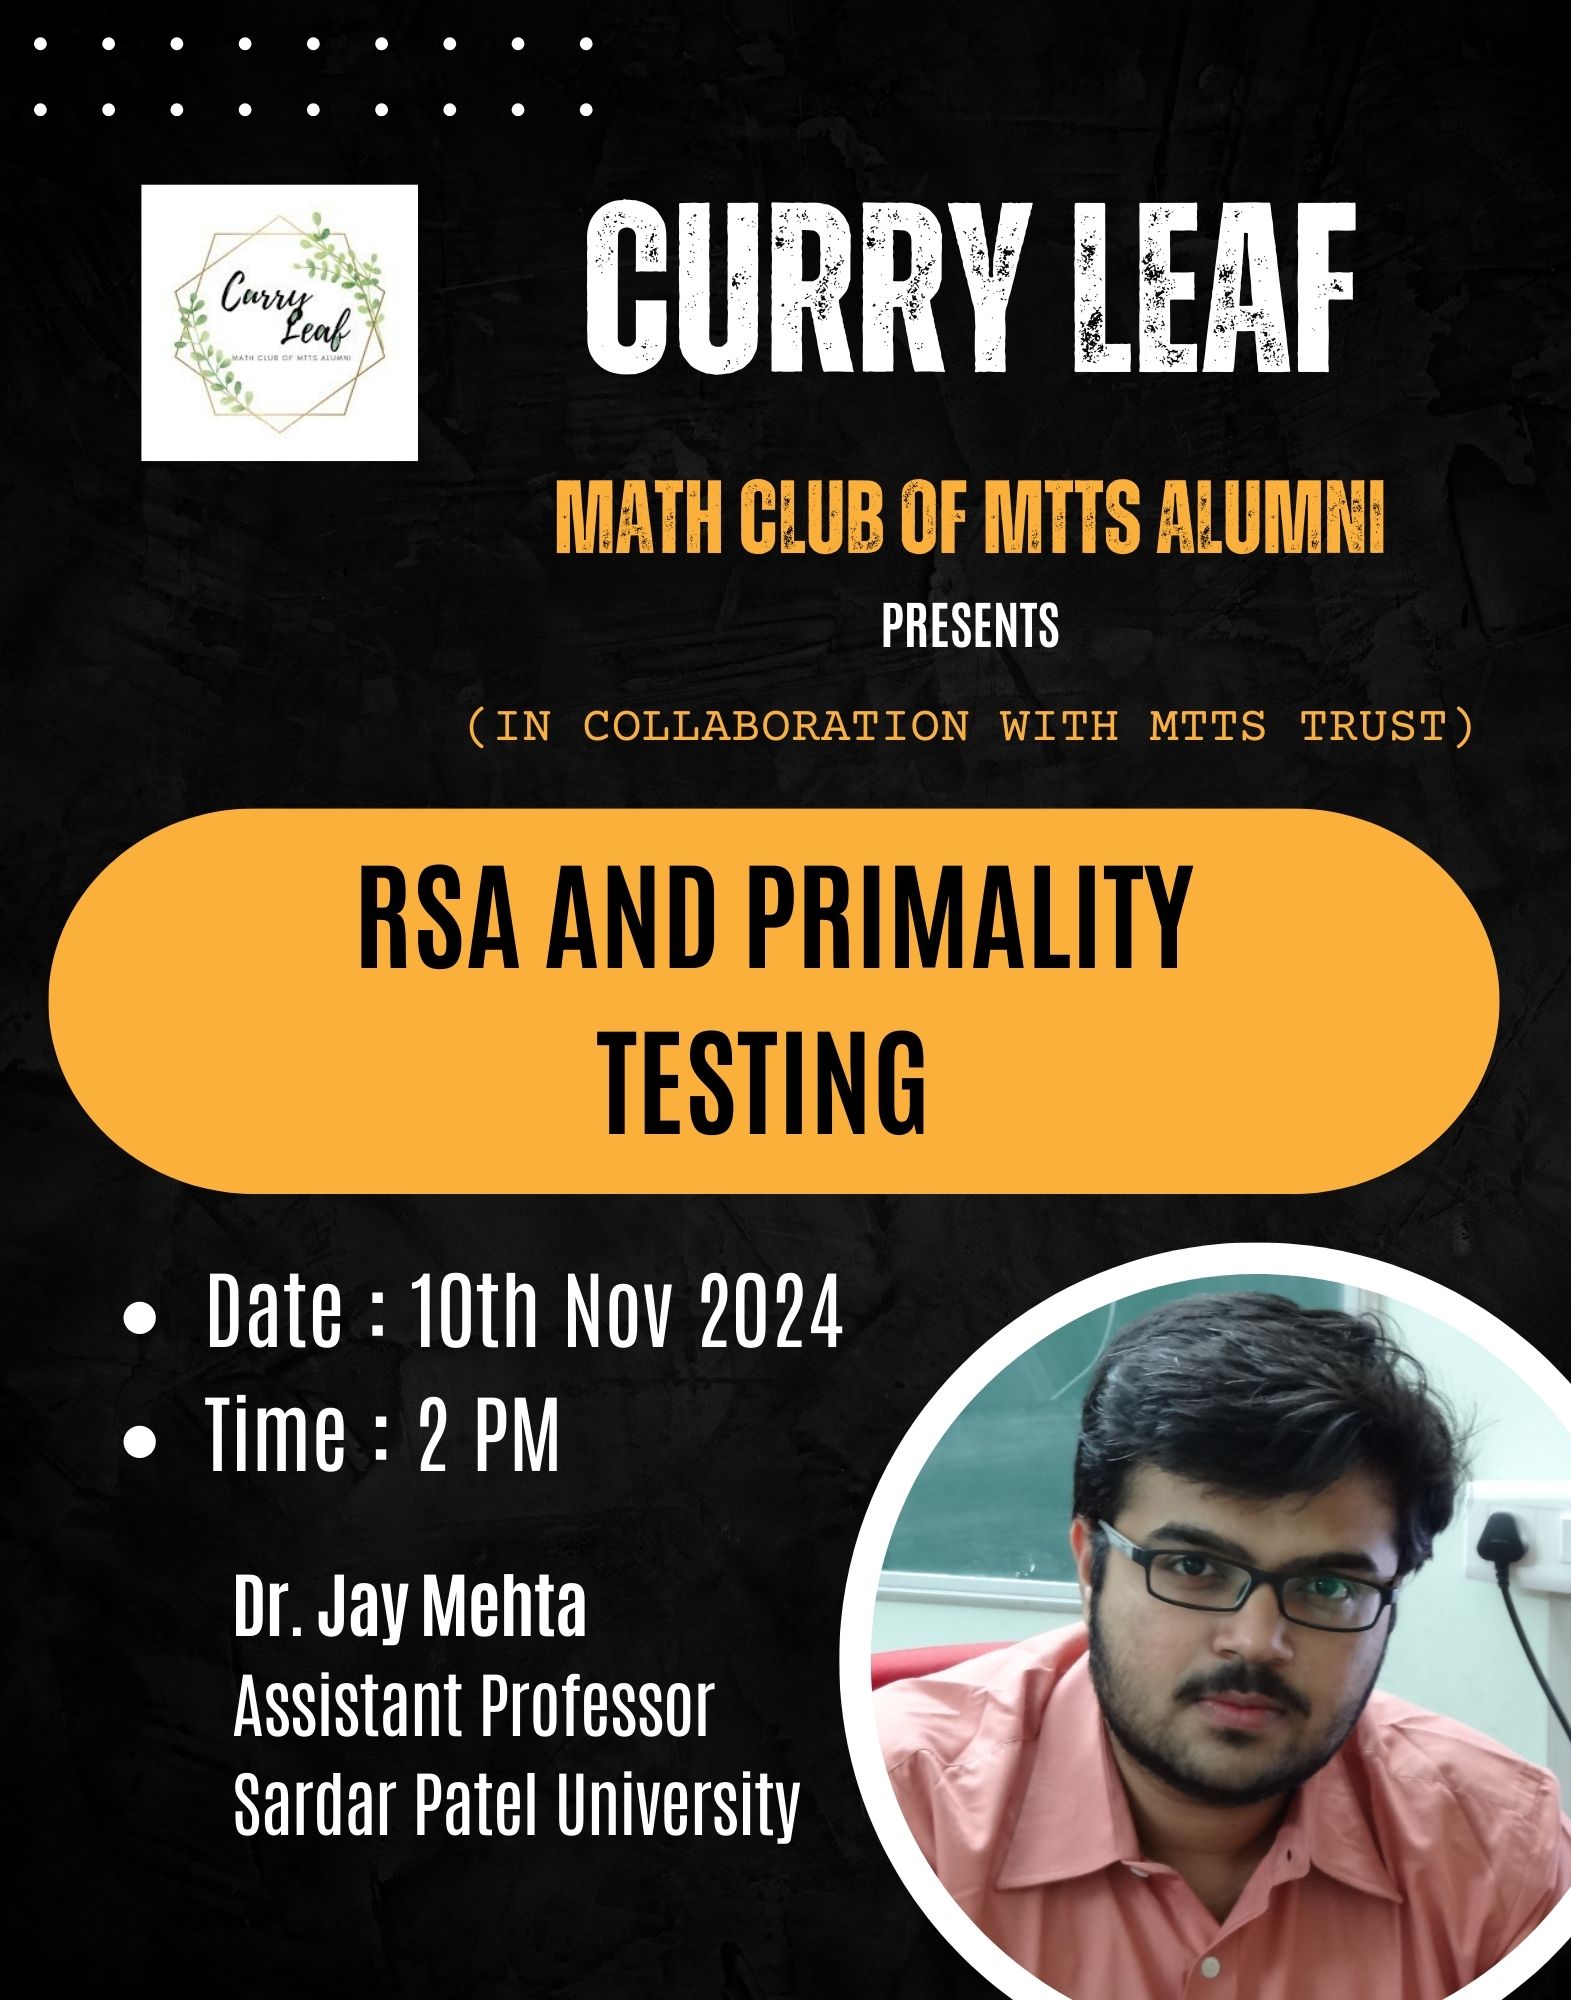 Curry
Leaf
MATH CLUB OF MTTS ALUMNI
CURRY LEAF
MATH CLUB OF MTTS ALUMNI
PRESENTS
(IN COLLABORATION WITH MTTS TRUST)
RSA AND PRIMALITY
TESTING
• Date : 10th Nov 2024
• Time : 2 PM
Dr. Jay Mehta
Assistant Professor
Sardar Patel University